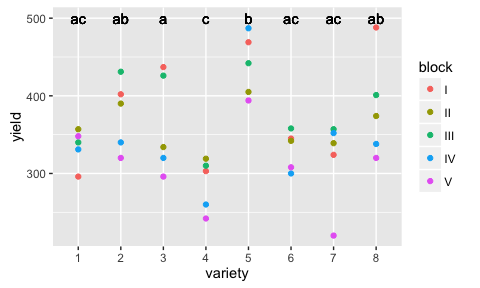 500
400
300
yield
ac ab a c b ac ac ab
1 2 3 4 5 6 7 8
variety
block
I
II
III
IV
V